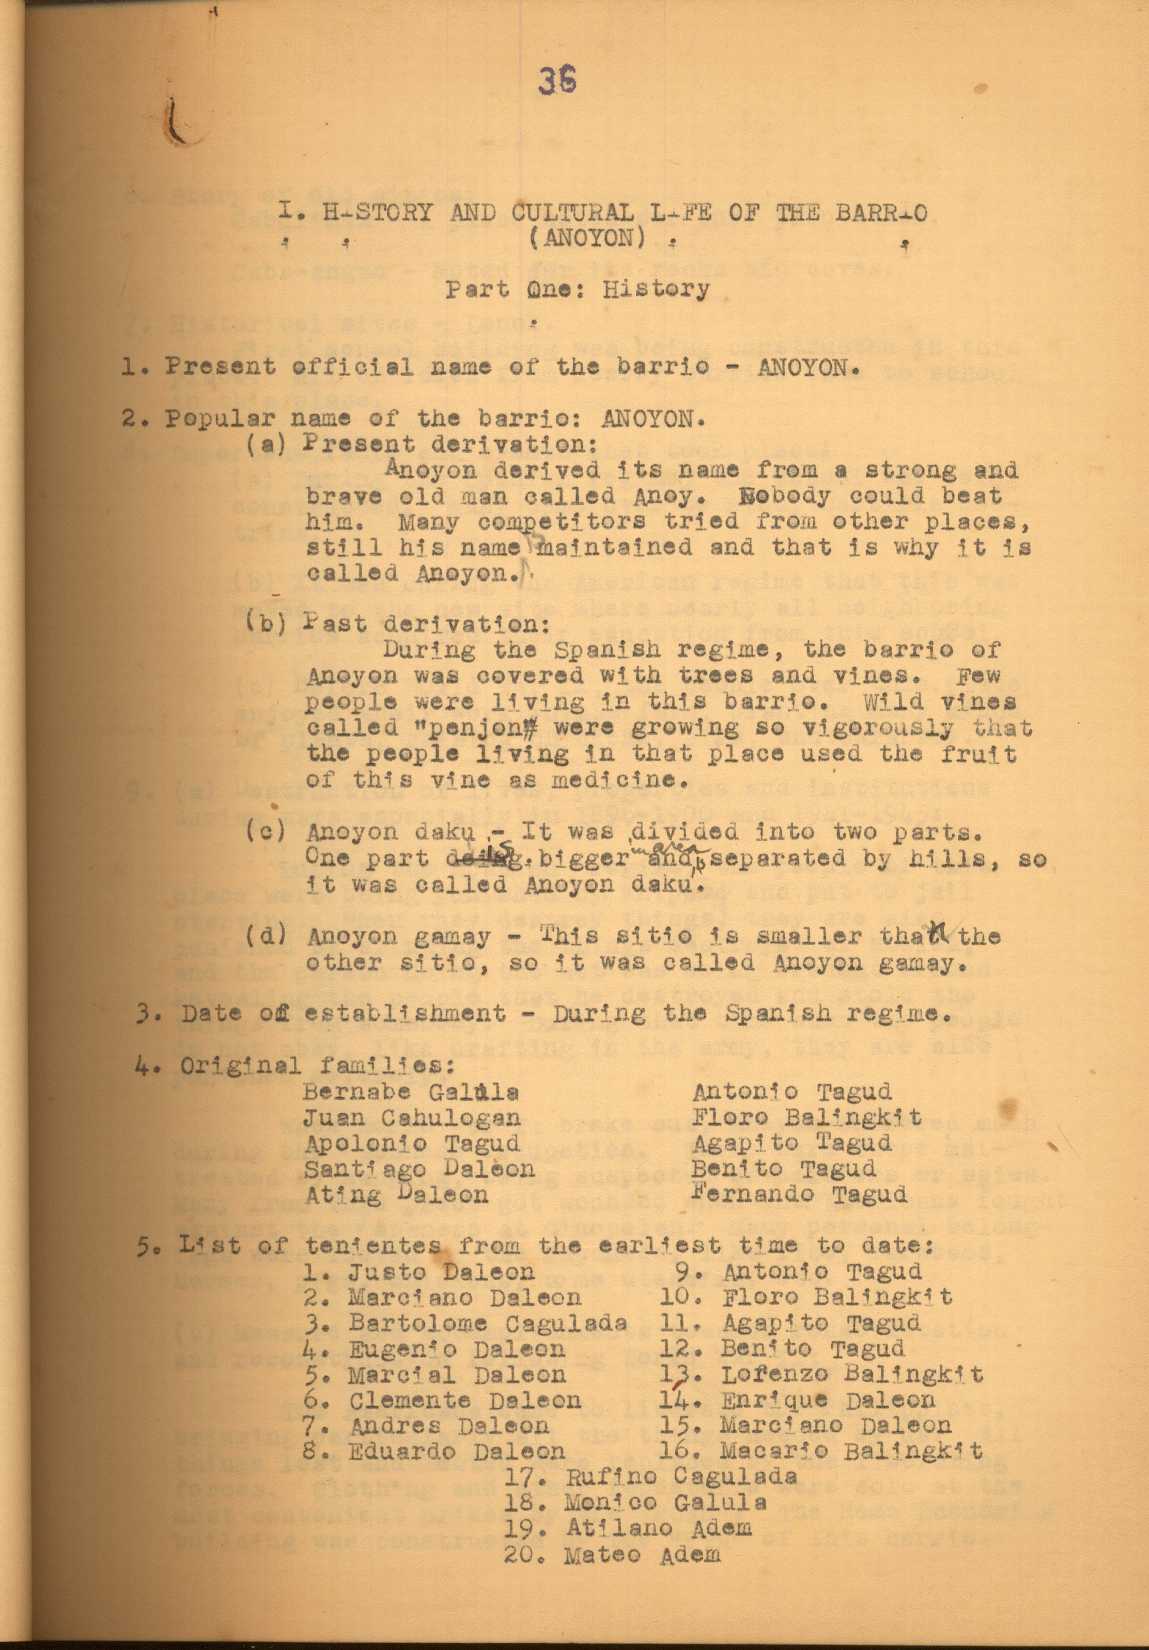 36
I. HISTORY AND CULTURAL LIFE OF THE BARRIO
(ANOYON)
Part One: History
1. Present official name of the barrio - ANOYON.
2. Popular name of the barrio: ANOYON.
(a) Present derivation:
Anoyon derived its name from a strong and
brave old man called Anoy. Nobody could beat
him. Many competitors tried from other places,
still his name is maintained and that is why it is
called Anoyon.
(b) Past derivation:
During the Spanish regime, the barrio of
Anoyon was covered with trees and vines. Few
people were living in this barrio. Wild vines
called "penjon" were growing so vigorously that
the people living in that place used the fruit
of this vine as medicine.
(c) Anoyon daku - It was divided into two parts.
One part is bigger in area and separated by hills, so
it was called Anoyon daku.
(d) Anoyon gamay - This sitio is smaller than the
other sitio, so it was called Anoyon gamay.
3. Date of establishment - During the Spanish regime.
4. Original families:
Bernabe Galula Antonio Tagud
Juan Cahulogan Floro Balingkit
Apolonio Tagud Agapito Tagud
Santiago Daleon Benito Tagud
Ating Daleon Fernando Tagud
5. List of tenientes from the earliest time to date:
1. Justo Daleon 9. Antonio Tagud
2. Marciano Daleon 10. Floro Balingkit
3. Bartolome Cagulada 11. Agapito Tagud
4. Eugenio Daleon 12. Benito Tagud
5. Marcial Daleon 13. Lorenzo Balingkit
6. Clemente Daleon 14. Enrique Daleon
7. Andres Daleon 15. Marciano Daleon
8. Eduardo Daleon 16. Macario Balingkit
17. Rufino Cagulada
18. Monico Galula
19. Atilano Adem
20. Mateo Adem